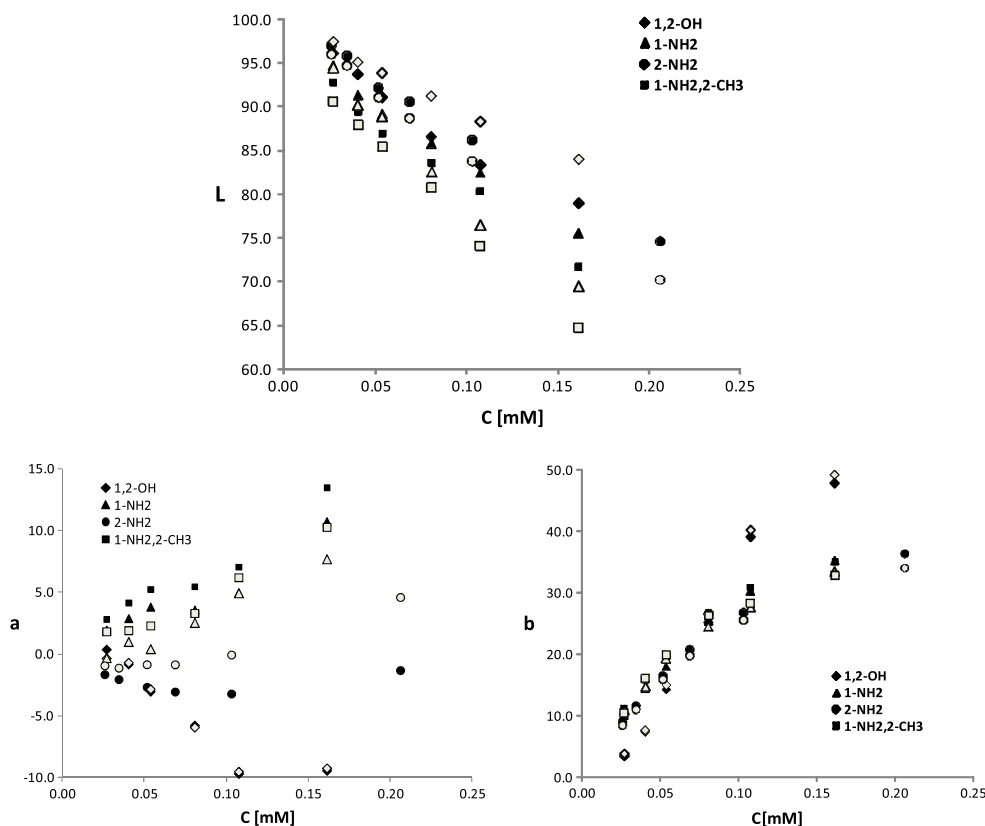 100.0
95.0
90.0
85.0
80.0
75.0
70.0
65.0
60.0
L
0.00 0.05 0.10 0.15 0.20 0.25
C [mM]
1,2-OH
1-NH2
2-NH2
1-NH2,2-CH3
15.0
10.0
5.0
0.0
-5.0
-10.0
a
0.00 0.05 0.10 0.15 0.20 0.25
C [mM]
1,2-OH
1-NH2
2-NH2
1-NH2,2-CH3
50.0
40.0
30.0
20.0
10.0
0.0
b
0.00 0.05 0.10 0.15 0.20 0.25
C[mM]
1,2-OH
1-NH2
2-NH2
1-NH2,2-CH3